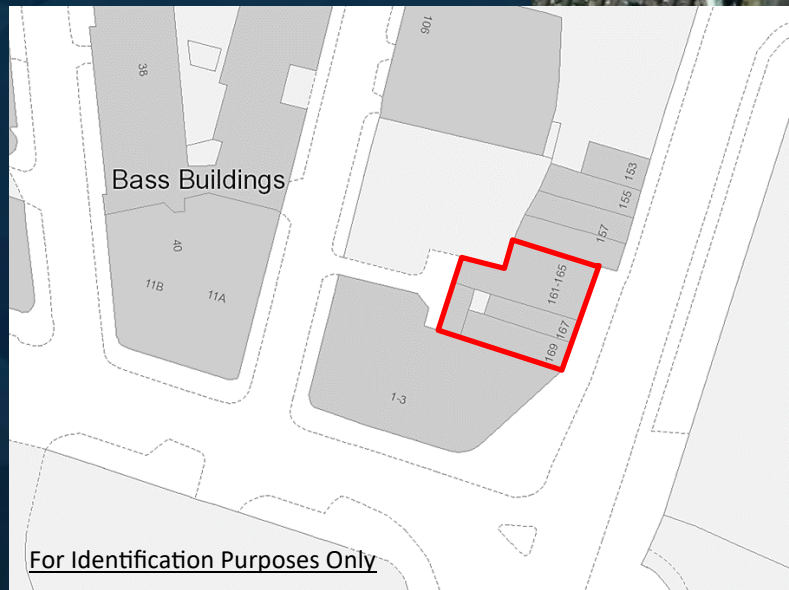 106
38
153
155
Bass Buildings
157
40
161-165
11B
11A
167
169
1-3
For Identification Purposes Only